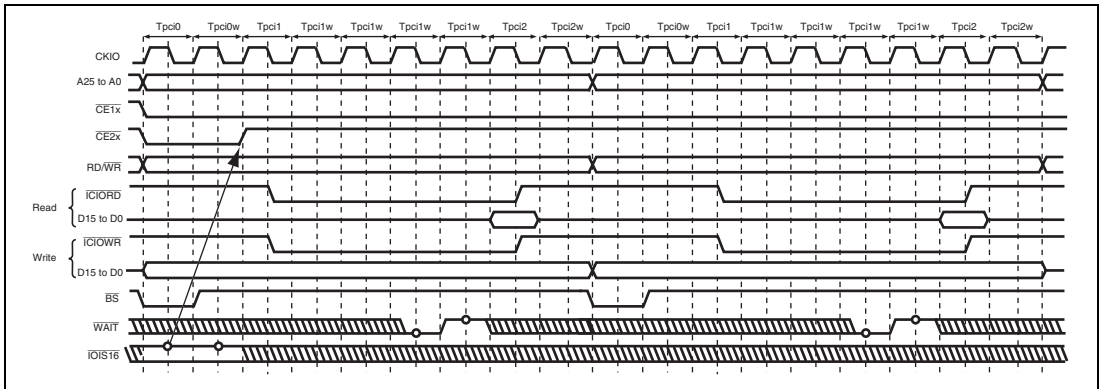 Tpci0 Tpci0w Tpci1 Tpci1w Tpci1w Tpci1w Tpci1w Tpci2 Tpci2w Tpci0 Tpci0w Tpci1 Tpci1w Tpci1w Tpci1w Tpci1w Tpci2 Tpci2w
CKIO
A25 to A0
CE1x
CE2x
RD/WR
Read
ICIORD
D15 to D0
Write
ICIOWR
D15 to D0
BS
WAIT
IOIS16